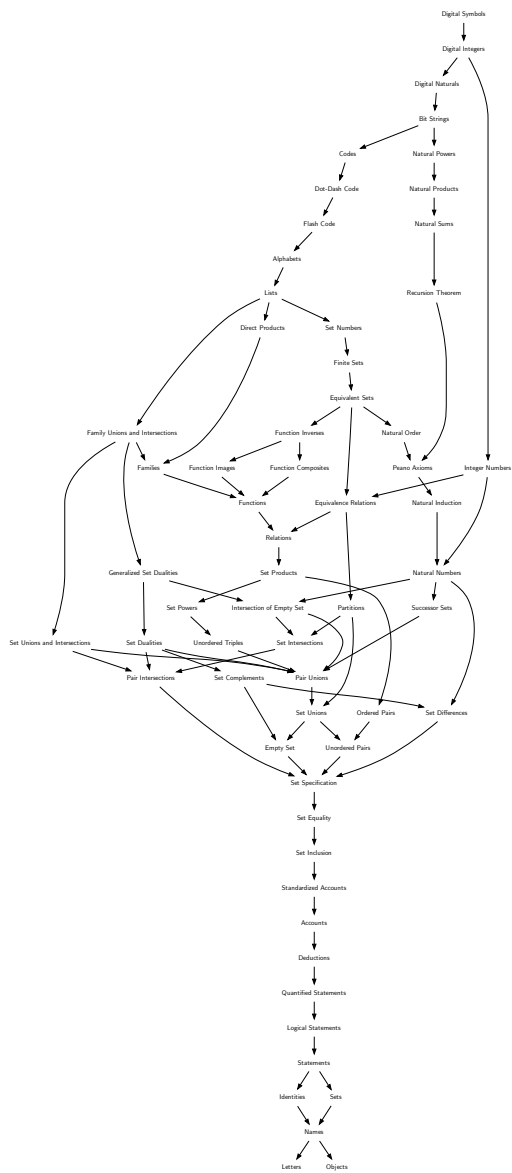 Digital Symbols
Digital Integers
Digital Naturals
Bit Strings
Codes
Natural Powers
Dot-Dash Code
Natural Products
Flash Code
Natural Sums
Alphabets
Lists
Recursion Theorem
Direct Products
Set Numbers
Finite Sets
Equivalent Sets
Family Unions and Intersections
Function Inverses
Natural Order
Families
Function Images
Function Composites
Peano Axioms
Integer Numbers
Functions
Equivalence Relations
Natural Induction
Relations
Generalized Set Dualities
Set Products
Natural Numbers
Set Powers
Intersection of Empty Set
Partitions
Successor Sets
Set Unions and Intersections
Set Dualities
Unordered Triples
Set Intersections
Pair Intersections
Set Complements
Pair Unions
Set Unions
Ordered Pairs
Set Differences
Empty Set
Unordered Pairs
Set Specification
Set Equality
Set Inclusion
Standardized Accounts
Accounts
Deductions
Quantified Statements
Logical Statements
Statements
Identities
Sets
Names
Letters
Objects